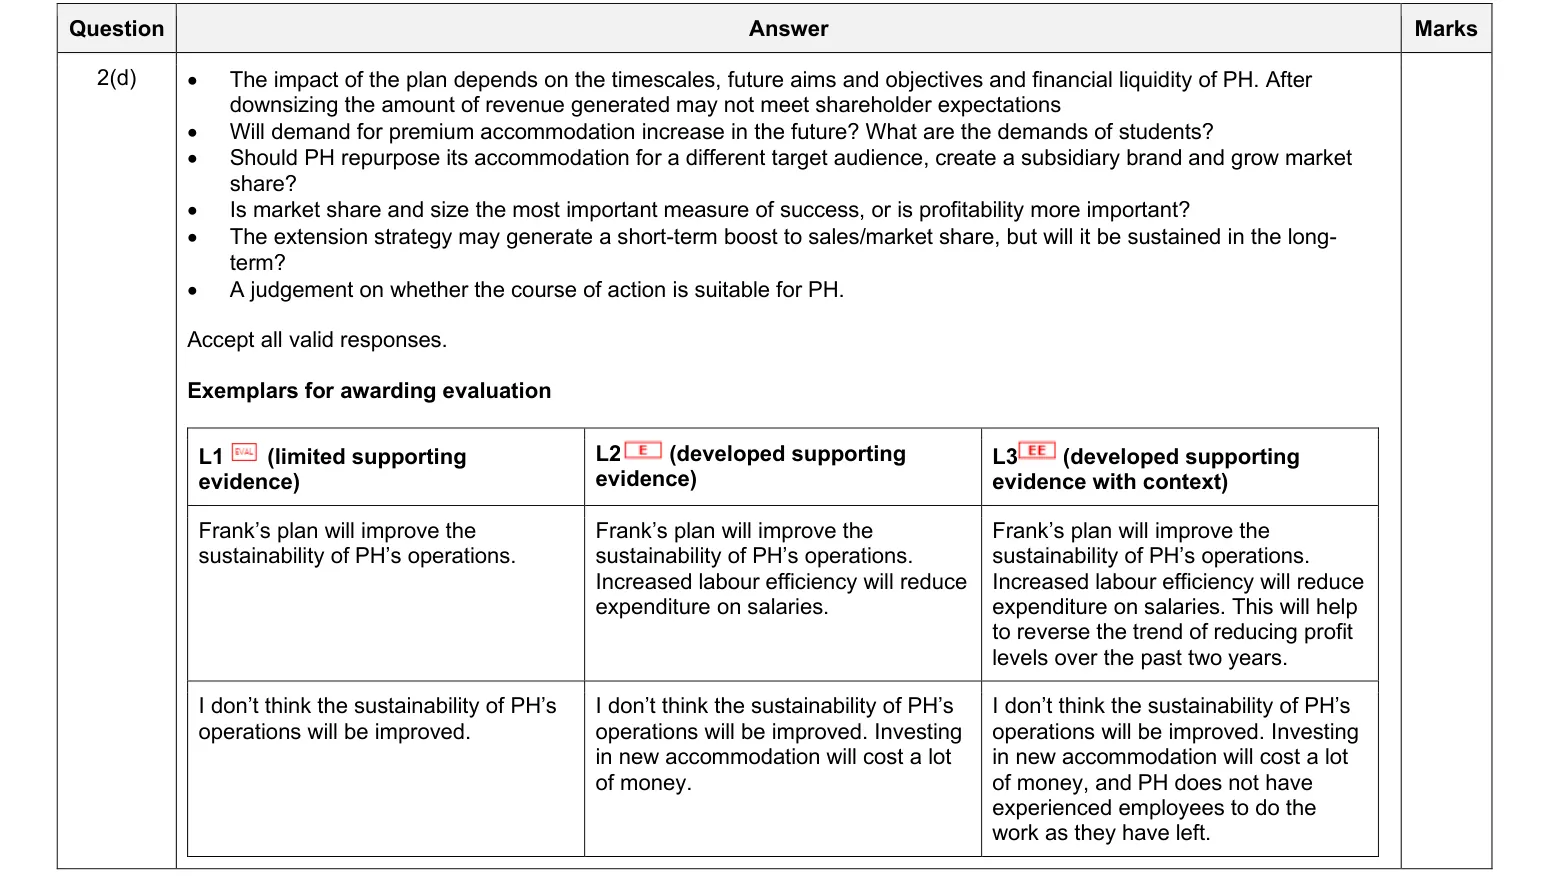 Question Answer Marks
2(d)
• The impact of the plan depends on the timescales, future aims and objectives and financial liquidity of PH. After
downsizing the amount of revenue generated may not meet shareholder expectations
• Will demand for premium accommodation increase in the future? What are the demands of students?
• Should PH repurpose its accommodation for a different target audience, create a subsidiary brand and grow market
share?
• Is market share and size the most important measure of success, or is profitability more important?
• The extension strategy may generate a short-term boost to sales/market share, but will it be sustained in the long-
term?
• A judgement on whether the course of action is suitable for PH.
Accept all valid responses.
Exemplars for awarding evaluation
L1 EVAL (limited supporting
evidence)
L2 E (developed supporting
evidence)
L3 EE (developed supporting
evidence with context)
Frank’s plan will improve the
sustainability of PH’s operations.
Frank’s plan will improve the
sustainability of PH’s operations.
Increased labour efficiency will reduce
expenditure on salaries.
Frank’s plan will improve the
sustainability of PH’s operations.
Increased labour efficiency will reduce
expenditure on salaries. This will help
to reverse the trend of reducing profit
levels over the past two years.
I don’t think the sustainability of PH’s
operations will be improved.
I don’t think the sustainability of PH’s
operations will be improved. Investing
in new accommodation will cost a lot
of money.
I don’t think the sustainability of PH’s
operations will be improved. Investing
in new accommodation will cost a lot
of money, and PH does not have
experienced employees to do the
work as they have left.